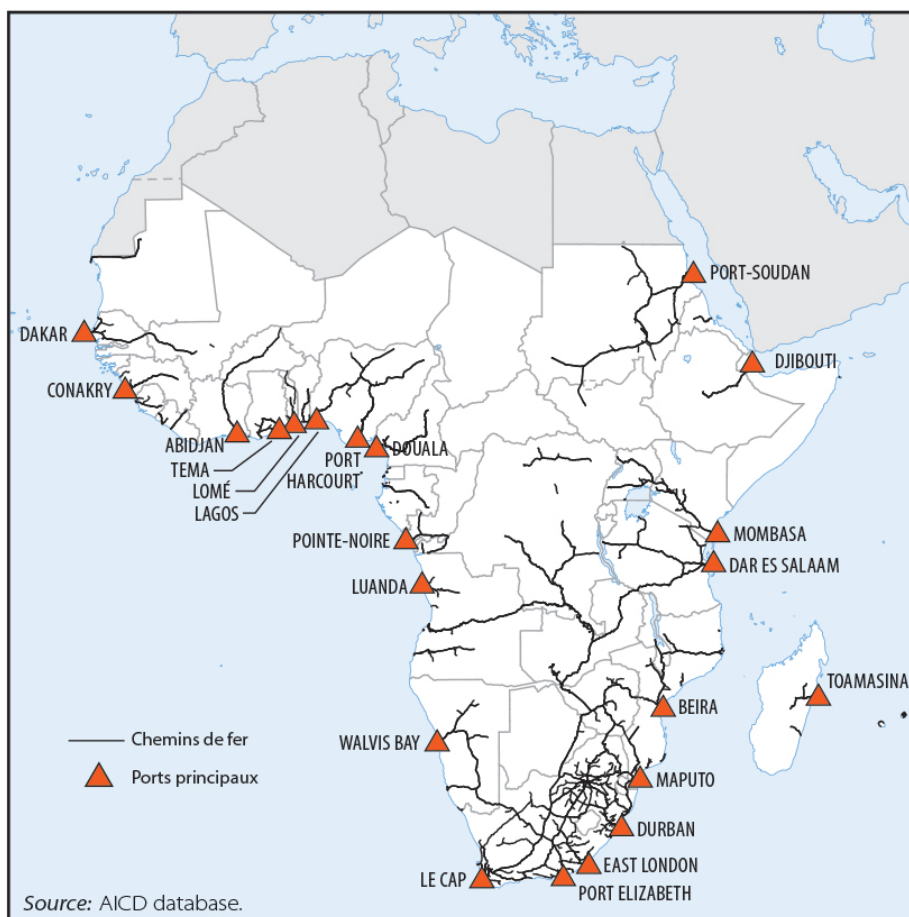 PORT-SOUDAN
DAKAR
DJIBOUTI
CONAKRY
ABIDJAN
TEMA
LOMÉ
LAGOS
PORT
HARCOURT
DOUALA
POINTE-NOIRE
MOMBASA
DAR ES SALAAM
LUANDA
TOAMASINA
BEIRA
WALVIS BAY
Chemins de fer
Ports principaux
MAPUTO
DURBAN
EAST LONDON
LE CAP
PORT ELIZABETH
Source: AICD database.